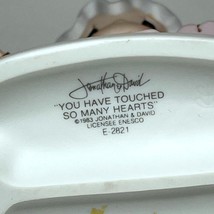 Jonathan & David
"YOU HAVE TOUCHED
SO MANY HEARTS"
©1983 JONATHAN & DAVID
LICENSEE ENESCO
E-2821